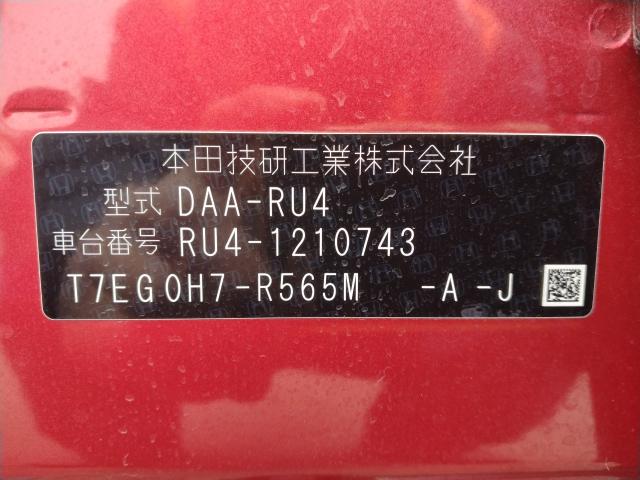 本田技研工業株式会社
型式 DAA-RU4
車台番号 RU4-1210743
T7EG0H7-R565M -A -J